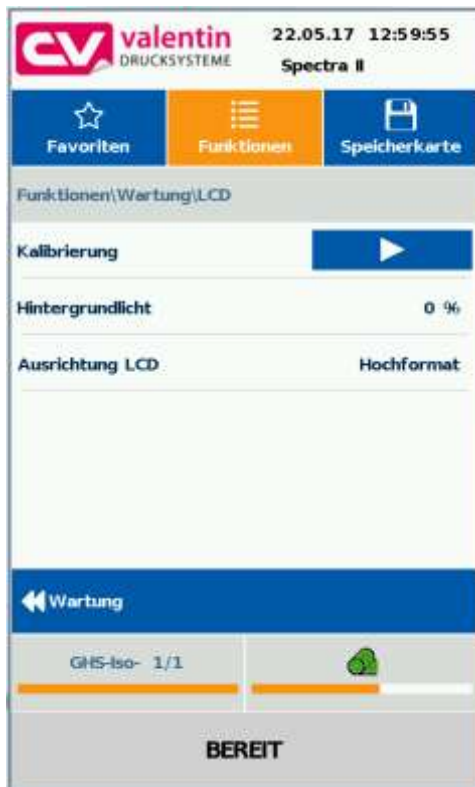 CV valentin
DRUCKSYSTEME
22.05.17 12:59:55
Spectra II
Favoriten
Funktionen
Speicherkarte
Funktionen\Wartung\LCD
Kalibrierung
Hintergrundlicht 0 %
Ausrichtung LCD Hochformat
Wartung
GHS-Iso- 1/1
BEREIT